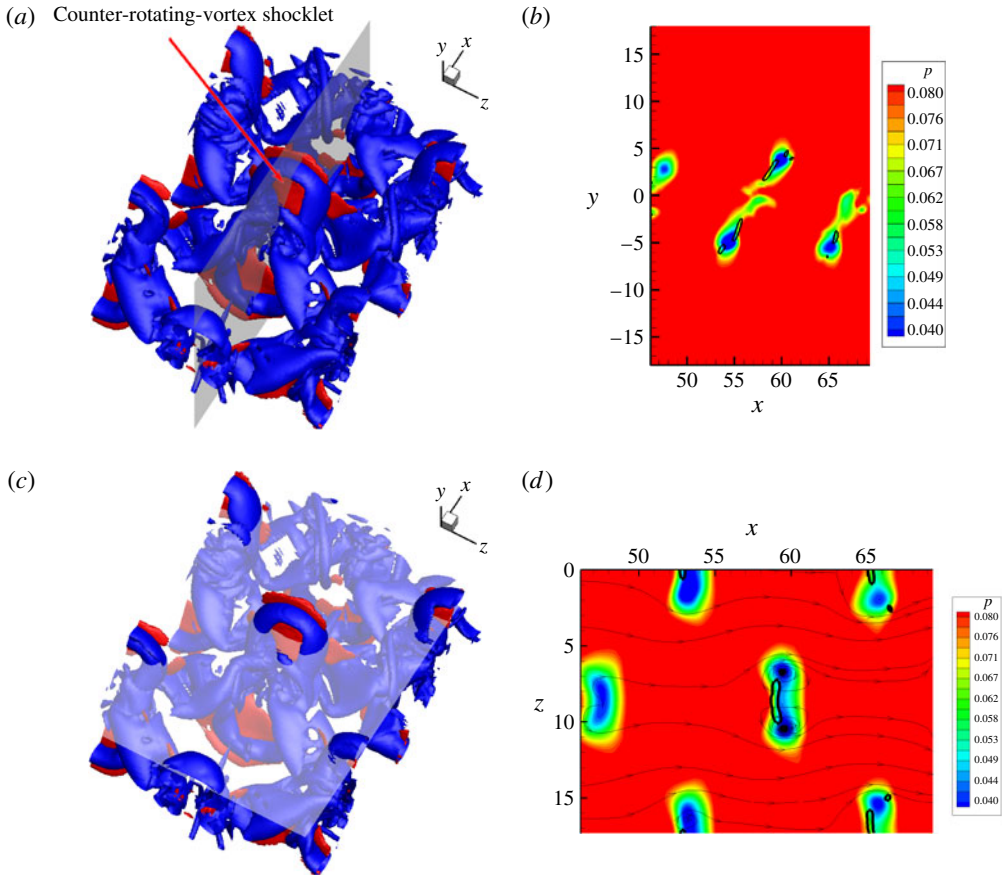 (a)
Counter-rotating-vortex shocklet
y
x
z
(b)
15
10
5
0
−5
−10
−15
y
50
55
60
65
x
p
0.080
0.076
0.071
0.067
0.062
0.058
0.053
0.049
0.044
0.040
(c)
y
x
z
(d)
x
50
55
60
65
0
5
10
15
z
p
0.080
0.076
0.071
0.067
0.062
0.058
0.053
0.049
0.044
0.040